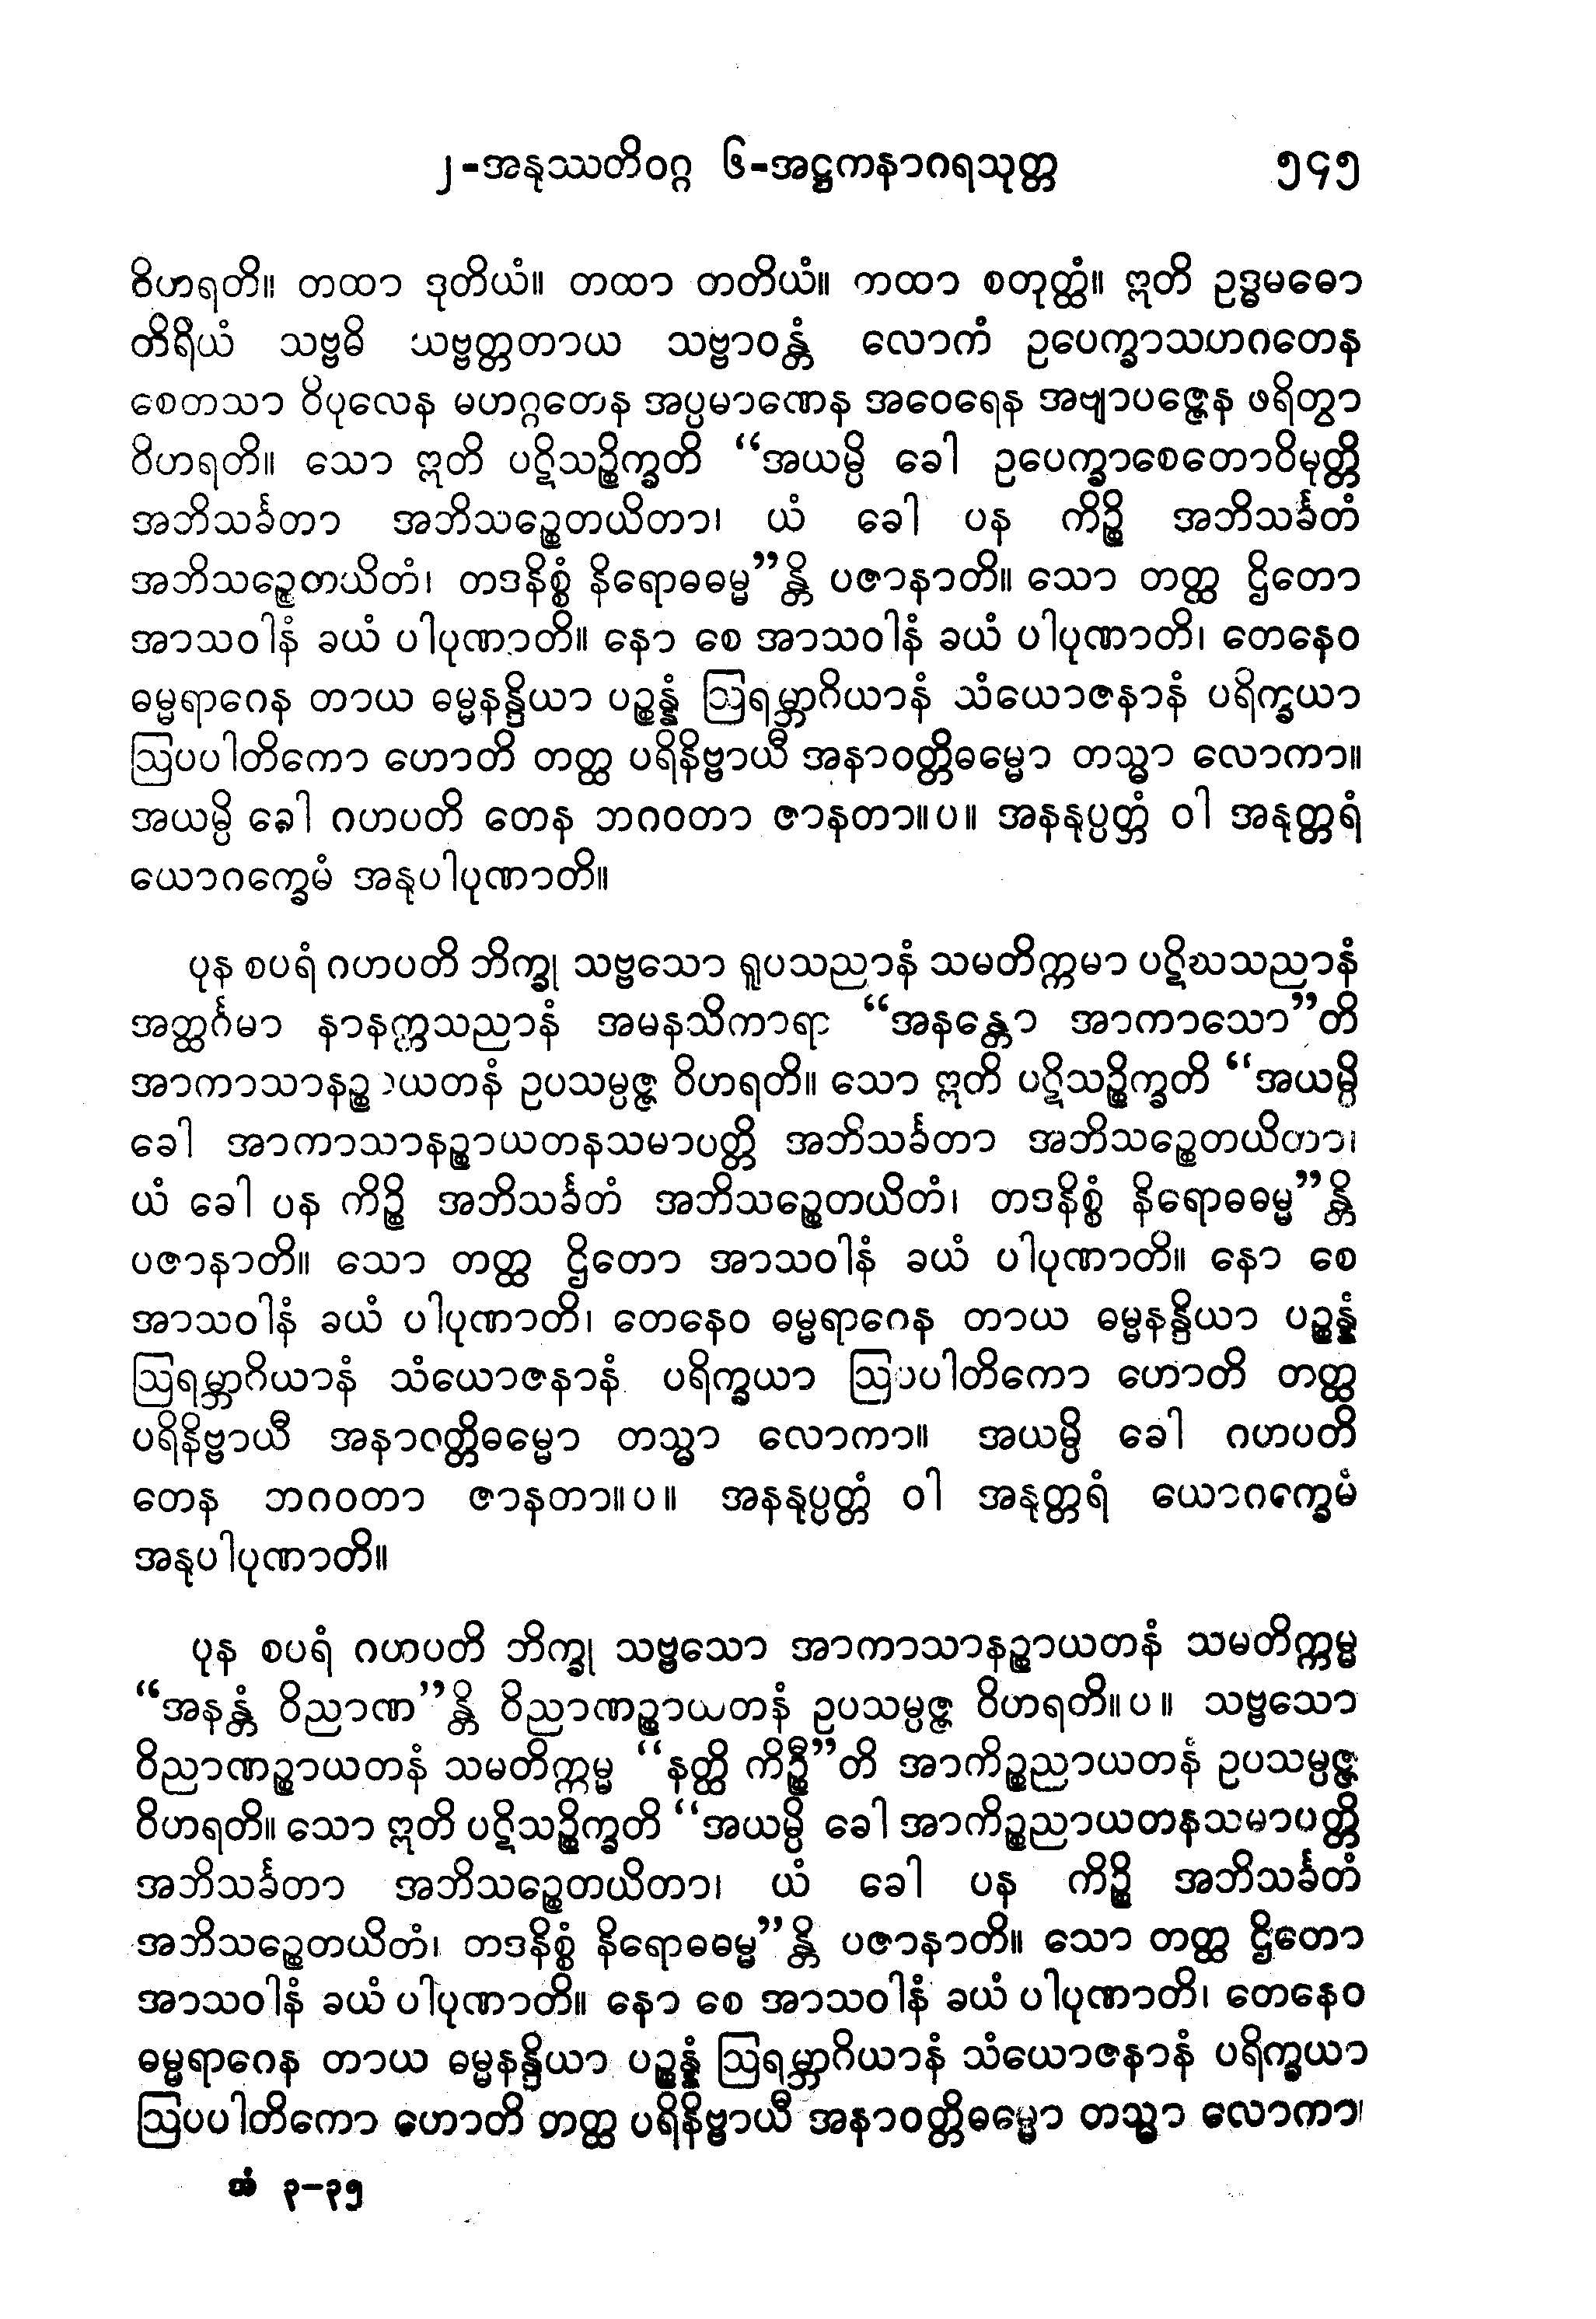 ၂-အနုဿတိဝဂ္ဂ ၆-အဋ္ဌကနာဂရသုတ္တ ၅၄၅
ဝိဟရတိ။ တထာ ဒုတိယံ။ တထာ တတိယံ။ တထာ စတုတ္ထံ။ ဣတိ ဥဒ္ဓမဓော
တိရိယံ သဗ္ဗဓိ သဗ္ဗတ္တတာယ သဗ္ဗာဝန္တံ လောကံ ဥပေက္ခာသဟဂတေန
စေတသာ ဝိပုလေန မဟဂ္ဂတေန အပ္ပမာဏေန အဝေရေန အဗျာပဇ္ဇေန ဖရိတွာ
ဝိဟရတိ။ သော ဣတိ ပဋိသဉ္စိက္ခတိ “အယမ္ပိ ခေါ ဥပေက္ခာစေတောဝိမုတ္တိ
အဘိသင်္ခတာ အဘိသဉ္စေတယိတာ၊ ယံ ခေါ ပန ကိဉ္စိ အဘိသင်္ခတံ
အဘိသဉ္စေတယိတံ၊ တဒနိစ္စံ နိရောဓဓမ္မ”န္တိ ပဇာနာတိ။ သော တတ္ထ ဌိတော
အာသဝါနံ ခယံ ပါပုဏာတိ။ နော စေ အာသဝါနံ ခယံ ပါပုဏာတိ၊ တေနေဝ
ဓမ္မရာဂေန တာယ ဓမ္မနန္ဒိယာ ပဉ္စန္နံ ဩရမ္ဘာဂိယာနံ သံယောဇနာနံ ပရိက္ခယာ
ဩပပါတိကော ဟောတိ တတ္ထ ပရိနိဗ္ဗာယီ အနာဝတ္တိဓမ္မော တသ္မာ လောကာ။
အယမ္ပိ ခေါ ဂဟပတိ တေန ဘဂဝတာ ဇာနတာ။ပ။ အနနုပ္ပတ္တံ ဝါ အနုတ္တရံ
ယောဂက္ခေမံ အနုပါပုဏာတိ။
ပုန စပရံ ဂဟပတိ ဘိက္ခု သဗ္ဗသော ရူပသညာနံ သမတိက္ကမာ ပဋိဃသညာနံ
အတ္ထင်္ဂမာ နာနတ္တသညာနံ အမနသိကာရာ “အနန္တော အာကာသော”တိ
အာကာသာနဉ္စာယတနံ ဥပသမ္ပဇ္ဇ ဝိဟရတိ။ သော ဣတိ ပဋိသဉ္စိက္ခတိ “အယမ္ပိ
ခေါ အာကာသာနဉ္စာယတနသမာပတ္တိ အဘိသင်္ခတာ အဘိသဉ္စေတယိတာ၊
ယံ ခေါ ပန ကိဉ္စိ အဘိသင်္ခတံ အဘိသဉ္စေတယိတံ၊ တဒနိစ္စံ နိရောဓဓမ္မ”န္တိ
ပဇာနာတိ။ သော တတ္ထ ဌိတော အာသဝါနံ ခယံ ပါပုဏာတိ။ နော စေ
အာသဝါနံ ခယံ ပါပုဏာတိ၊ တေနေဝ ဓမ္မရာဂေန တာယ ဓမ္မနန္ဒိယာ ပဉ္စန္နံ
ဩရမ္ဘာဂိယာနံ သံယောဇနာနံ ပရိက္ခယာ ဩပပါတိကော ဟောတိ တတ္ထ
ပရိနိဗ္ဗာယီ အနာဝတ္တိဓမ္မော တသ္မာ လောကာ။ အယမ္ပိ ခေါ ဂဟပတိ
တေန ဘဂဝတာ ဇာနတာ။ပ။ အနနုပ္ပတ္တံ ဝါ အနုတ္တရံ ယောဂက္ခေမံ
အနုပါပုဏာတိ။
ပုန စပရံ ဂဟပတိ ဘိက္ခု သဗ္ဗသော အာကာသာနဉ္စာယတနံ သမတိက္ကမ္မ
“အနန္တံ ဝိညာဏ”န္တိ ဝိညာဏဉ္စာယတနံ ဥပသမ္ပဇ္ဇ ဝိဟရတိ။ပ။ သဗ္ဗသော
ဝိညာဏဉ္စာယတနံ သမတိက္ကမ္မ “နတ္ထိ ကိဉ္စီ”တိ အာကိဉ္စညာယတနံ ဥပသမ္ပဇ္ဇ
ဝိဟရတိ။ သော ဣတိ ပဋိသဉ္စိက္ခတိ “အယမ္ပိ ခေါ အာကိဉ္စညာယတနသမာပတ္တိ
အဘိသင်္ခတာ အဘိသဉ္စေတယိတာ၊ ယံ ခေါ ပန ကိဉ္စိ အဘိသင်္ခတံ
အဘိသဉ္စေတယိတံ၊ တဒနိစ္စံ နိရောဓဓမ္မ”န္တိ ပဇာနာတိ။ သော တတ္ထ ဌိတော
အာသဝါနံ ခယံ ပါပုဏာတိ။ နော စေ အာသဝါနံ ခယံ ပါပုဏာတိ၊ တေနေဝ
ဓမ္မရာဂေန တာယ ဓမ္မနန္ဒိယာ ပဉ္စန္နံ ဩရမ္ဘာဂိယာနံ သံယောဇနာနံ ပရိက္ခယာ
ဩပပါတိကော ဟောတိ တတ္ထ ပရိနိဗ္ဗာယီ အနာဝတ္တိဓမ္မော တသ္မာ လောကာ၊
အံ ၃-၃၅